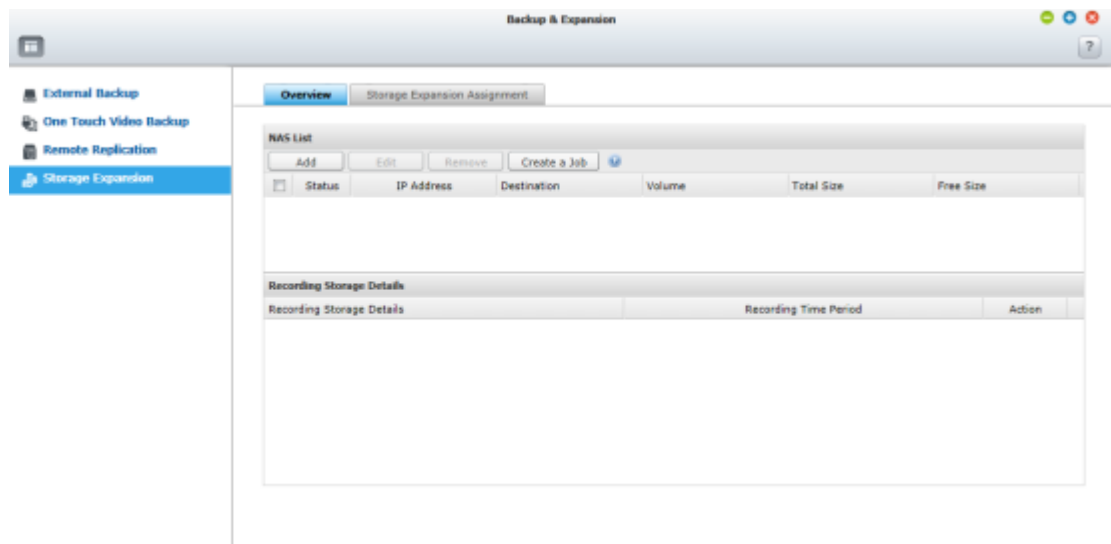 Backup & Expansion
?
External Backup
One Touch Video Backup
Remote Replication
Storage Expansion
Overview Storage Expansion Assignment
NAS List
Add Edit Remove Create a Job
Status IP Address Destination Volume Total Size Free Size
Recording Storage Details
Recording Storage Details Recording Time Period Action